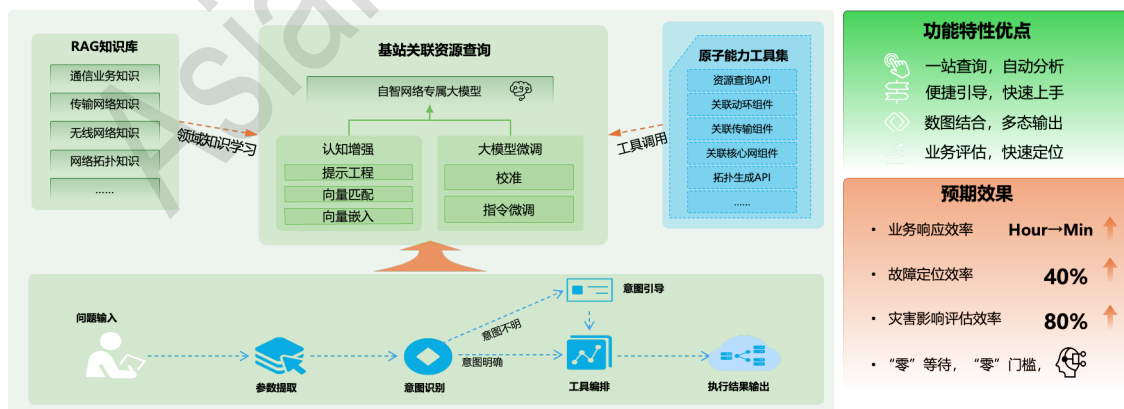 RAG知识库
通信业务知识
传输网络知识
无线网络知识
网络拓扑知识
......
领域知识学习
基站关联资源查询
自智网络专属大模型
认知增强
提示工程
向量匹配
向量嵌入
大模型微调
校准
指令微调
工具调用
原子能力工具集
资源查询API
关联动环组件
关联传输组件
关联核心网组件
拓扑生成API
......
问题输入
参数提取
意图识别
意图不明
意图明确
意图引导
工具编排
执行结果输出
功能特性优点
一站查询，自动分析
便捷引导，快速上手
数图结合，多态输出
业务评估，快速定位
预期效果
• 业务响应效率 Hour→Min
• 故障定位效率 40%
• 灾害影响评估效率 80%
• “零”等待，“零”门槛，